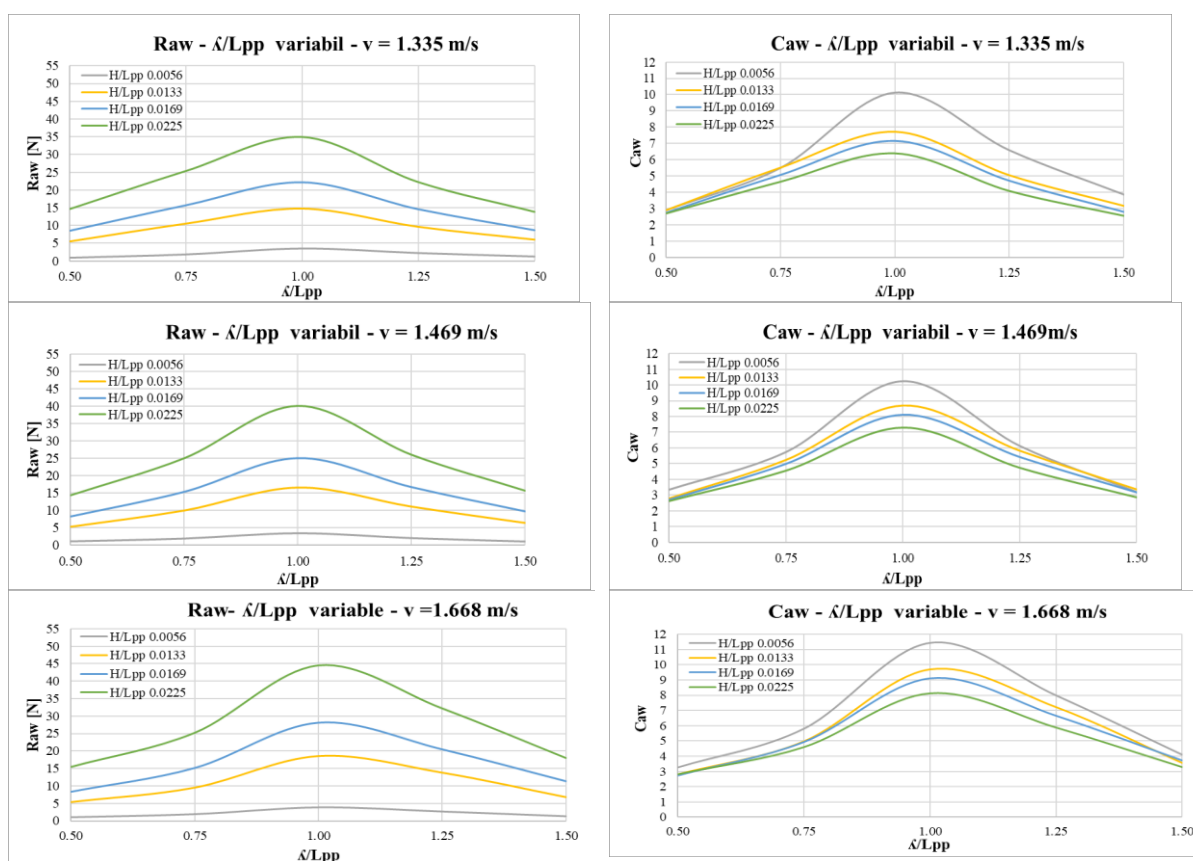 Raw - ʎ/Lpp variabil - v = 1.335 m/s
55
50
45
40
35
30
25
20
15
10
5
0
Raw [N]
H/Lpp 0.0056
H/Lpp 0.0133
H/Lpp 0.0169
H/Lpp 0.0225
0.50 0.75 1.00 1.25 1.50
ʎ/Lpp
Caw - ʎ/Lpp variabil - v = 1.335 m/s
12
11
10
9
8
7
6
5
4
3
2
1
0
Caw
H/Lpp 0.0056
H/Lpp 0.0133
H/Lpp 0.0169
H/Lpp 0.0225
0.50 0.75 1.00 1.25 1.50
ʎ/Lpp
Raw - ʎ/Lpp variabil - v = 1.469 m/s
55
50
45
40
35
30
25
20
15
10
5
0
Raw [N]
H/Lpp 0.0056
H/Lpp 0.0133
H/Lpp 0.0169
H/Lpp 0.0225
0.50 0.75 1.00 1.25 1.50
ʎ/Lpp
Caw - ʎ/Lpp variabil - v = 1.469m/s
12
11
10
9
8
7
6
5
4
3
2
1
0
Caw
H/Lpp 0.0056
H/Lpp 0.0133
H/Lpp 0.0169
H/Lpp 0.0225
0.50 0.75 1.00 1.25 1.50
ʎ/Lpp
Raw- ʎ/Lpp variable - v =1.668 m/s
55
50
45
40
35
30
25
20
15
10
5
0
Raw [N]
H/Lpp 0.0056
H/Lpp 0.0133
H/Lpp 0.0169
H/Lpp 0.0225
0.50 0.75 1.00 1.25 1.50
ʎ/Lpp
Caw - ʎ/Lpp variable - v = 1.668 m/s
12
11
10
9
8
7
6
5
4
3
2
1
0
Caw
H/Lpp 0.0056
H/Lpp 0.0133
H/Lpp 0.0169
H/Lpp 0.0225
0.50 0.75 1.00 1.25 1.50
ʎ/Lpp